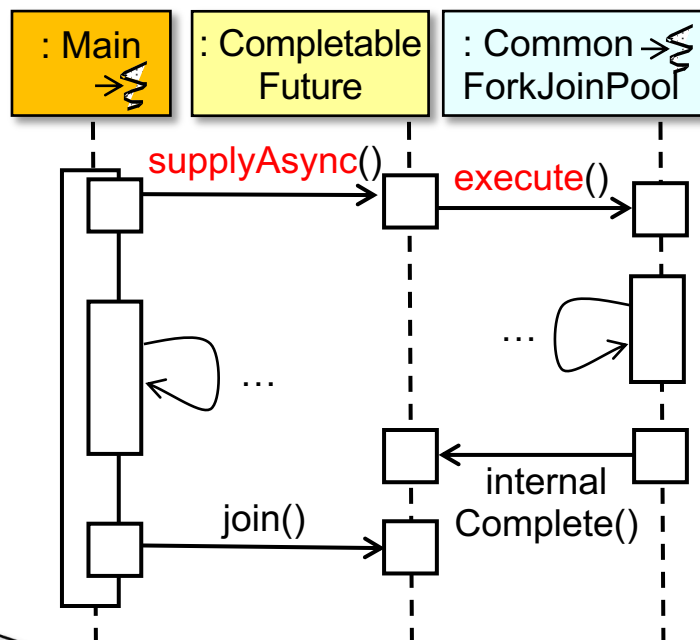 : Main
: Completable
Future
: Common
ForkJoinPool
supplyAsync()
execute()
...
...
internal
Complete()
join()